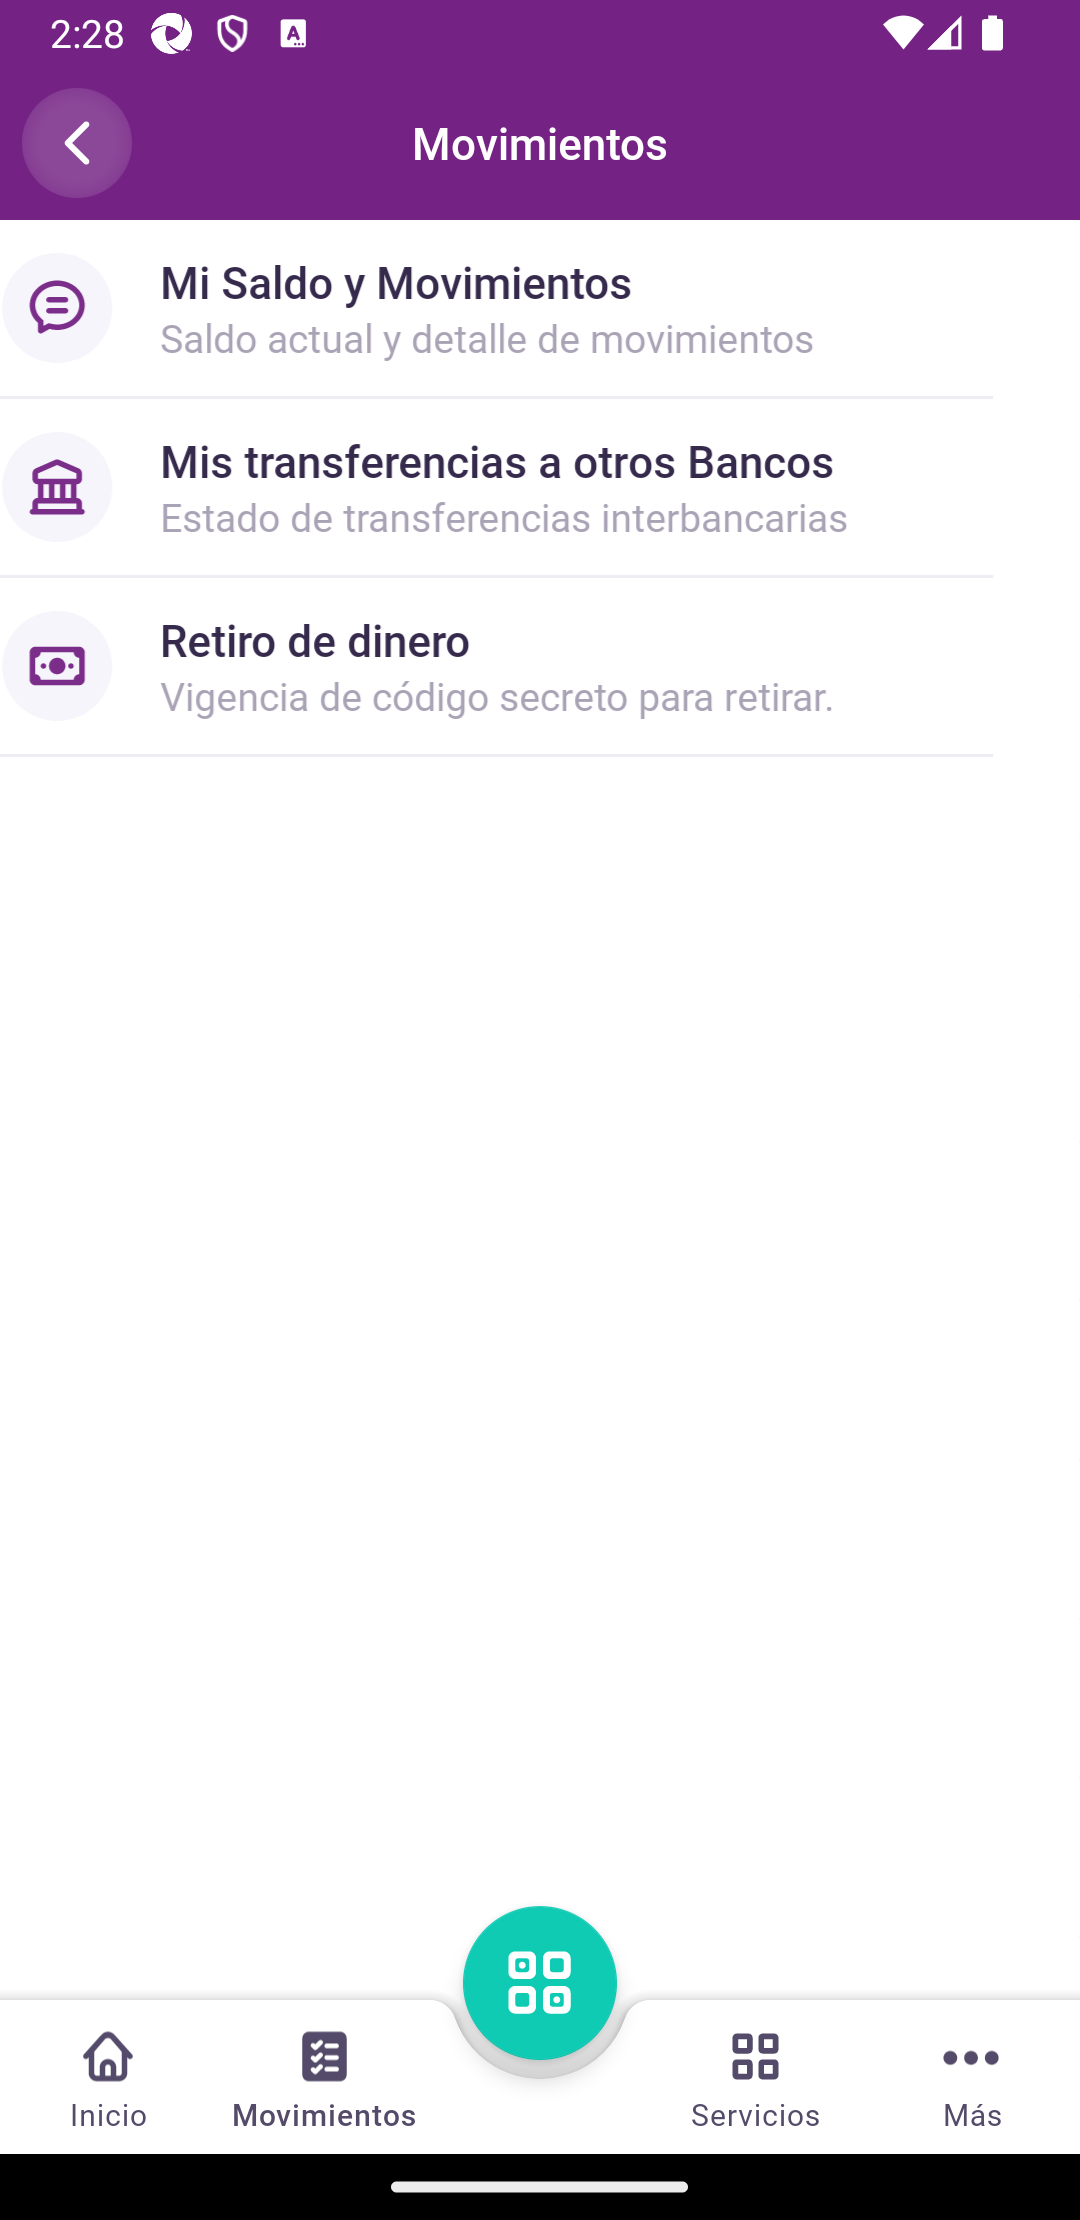 2:28
Movimientos
Mi Saldo y Movimientos
Saldo actual y detalle de movimientos
Mis transferencias a otros Bancos
Estado de transferencias interbancarias
Retiro de dinero
Vigencia de código secreto para retirar.
Inicio
Movimientos
Servicios
Más